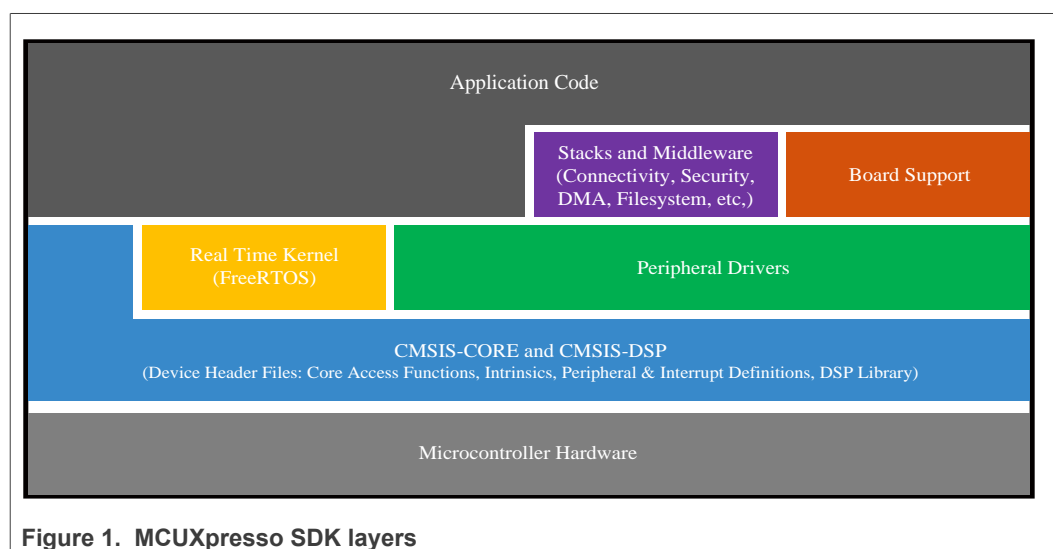 Application Code
Stacks and Middleware
(Connectivity, Security,
DMA, Filesystem, etc,)
Board Support
Real Time Kernel
(FreeRTOS)
Peripheral Drivers
CMSIS-CORE and CMSIS-DSP
(Device Header Files: Core Access Functions, Intrinsics, Peripheral & Interrupt Definitions, DSP Library)
Microcontroller Hardware
Figure 1. MCUXpresso SDK layers